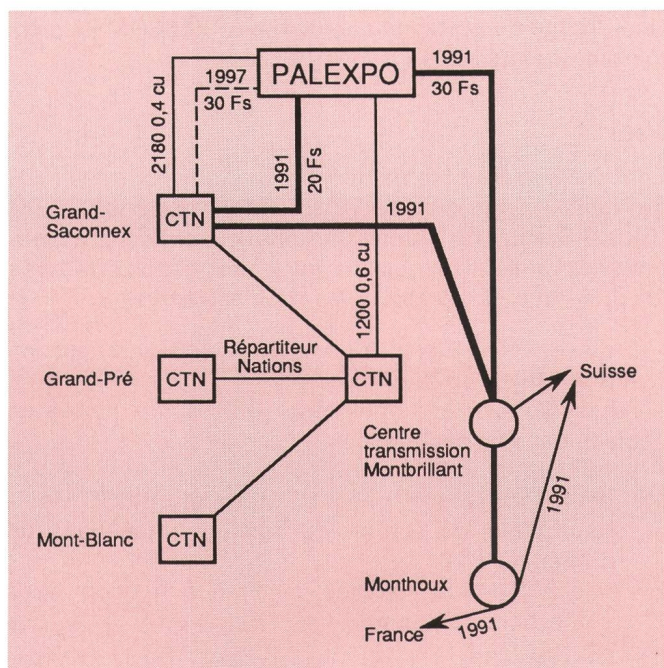 PALEXPO
1991
30 Fs
1997
30 Fs
2180 0,4 cu
1991
20 Fs
Grand-
Saconnex
CTN
1991
1200 0,6 cu
Répartiteur
Nations
Grand-Pré
CTN
CTN
Suisse
Centre
transmission
Montbrillant
1991
Mont-Blanc
CTN
Monthoux
France
1991